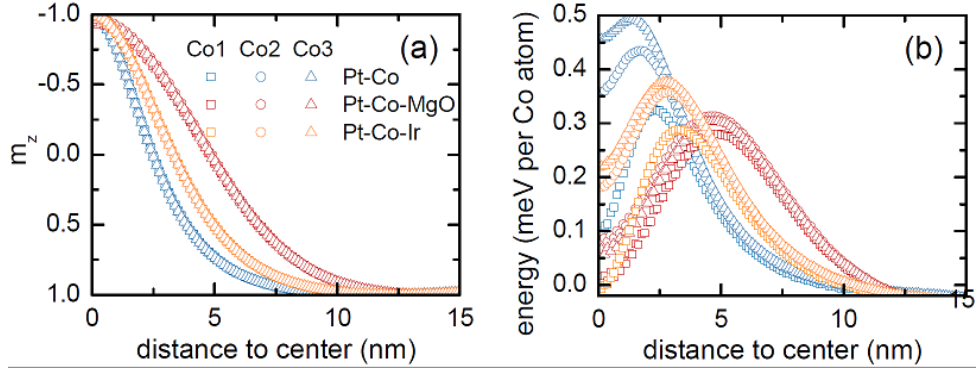 -1.0
(a)
Co1 Co2 Co3
Pt-Co
-0.5
Pt-Co-MgO
Pt-Co-Ir
0.0
0.5
1.0
mz
0 5 10 15
distance to center (nm)
0.5
(b)
0.4
0.3
0.2
0.1
0.0
energy (meV per Co atom)
0 5 10 15
distance to center (nm)